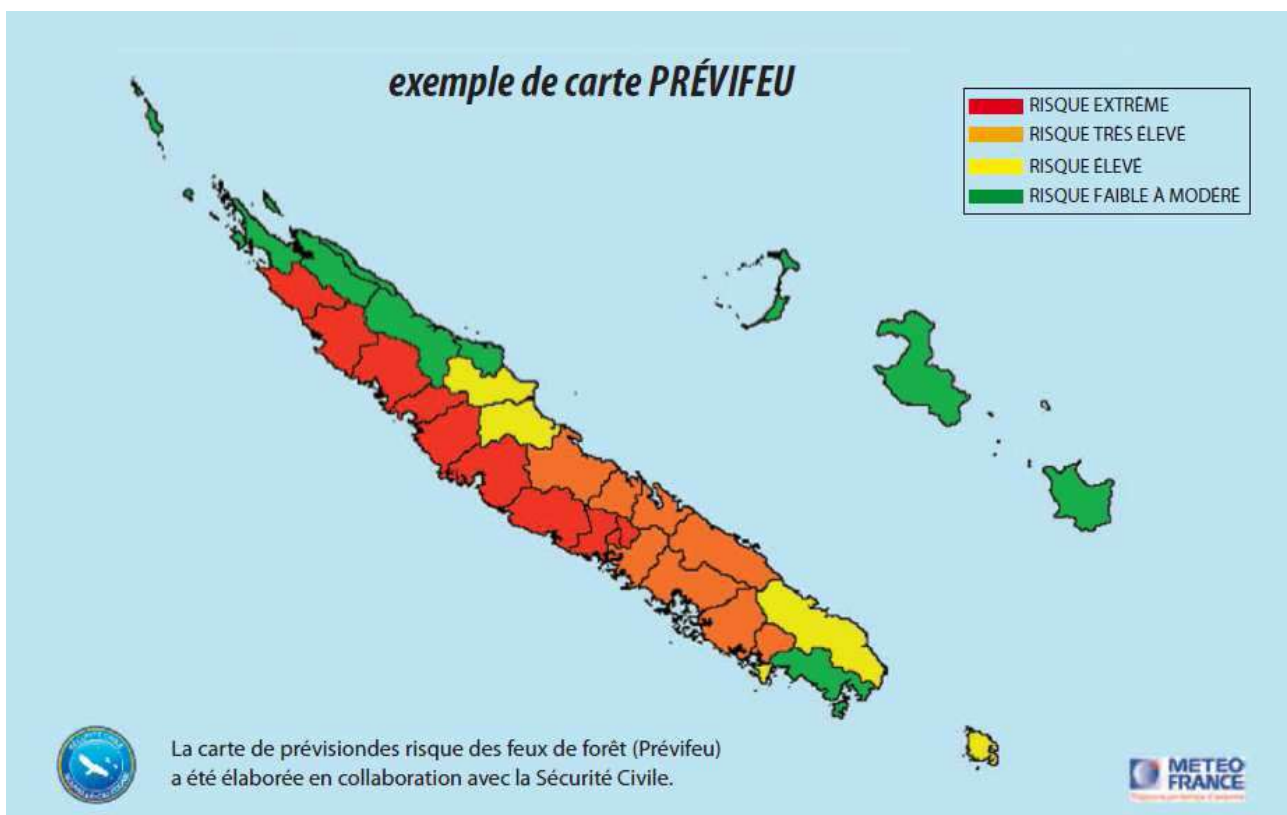 exemple de carte PRÉVIFEU
RISQUE EXTRÊME
RISQUE TRÈS ÉLEVÉ
RISQUE ÉLEVÉ
RISQUE FAIBLE À MODÉRÉ
La carte de prévisiondes risque des feux de forêt (Prévifeu)
a été élaborée en collaboration avec la Sécurité Civile.
METEO
FRANCE